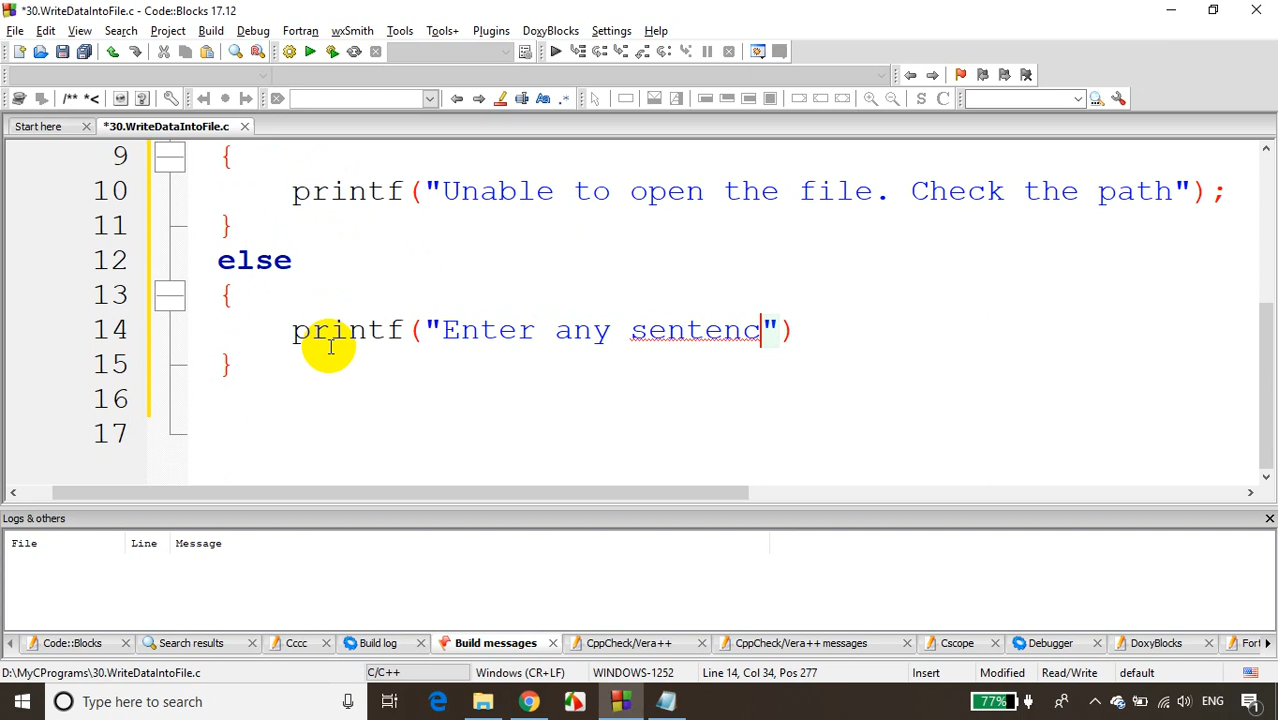 *30.WriteDataIntoFile.c - Code::Blocks 17.12
File Edit View Search Project Build Debug Fortran wxSmith Tools Tools+ Plugins DoxyBlocks Settings Help
/** *<
S C
Start here *30.WriteDataIntoFile.c
9 {
10 printf("Unable to open the file. Check the path");
11 }
12 else
13 {
14 printf("Enter any sentenc")
15 }
16
17
Logs & others
File Line Message
Code::Blocks Search results Cccc Build log Build messages CppCheck/Vera++ CppCheck/Vera++ messages Cscope Debugger DoxyBlocks Fort
D:\MyCPrograms\30.WriteDataIntoFile.c C/C++ Windows (CR+LF) WINDOWS-1252 Line 14, Col 34, Pos 277 Insert Modified Read/Write default
Type here to search 77% ENG 1